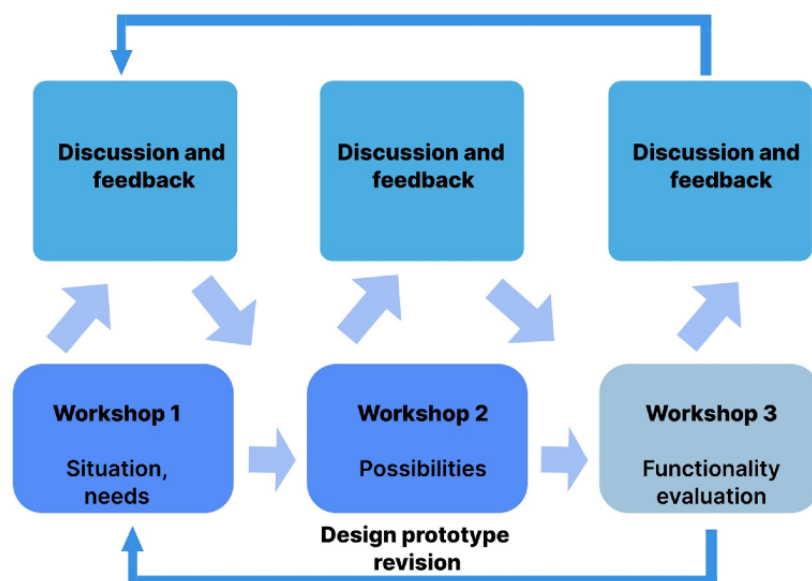 Discussion and
feedback
Discussion and
feedback
Discussion and
feedback
Workshop 1
Situation,
needs
Workshop 2
Possibilities
Workshop 3
Functionality
evaluation
Design prototype
revision